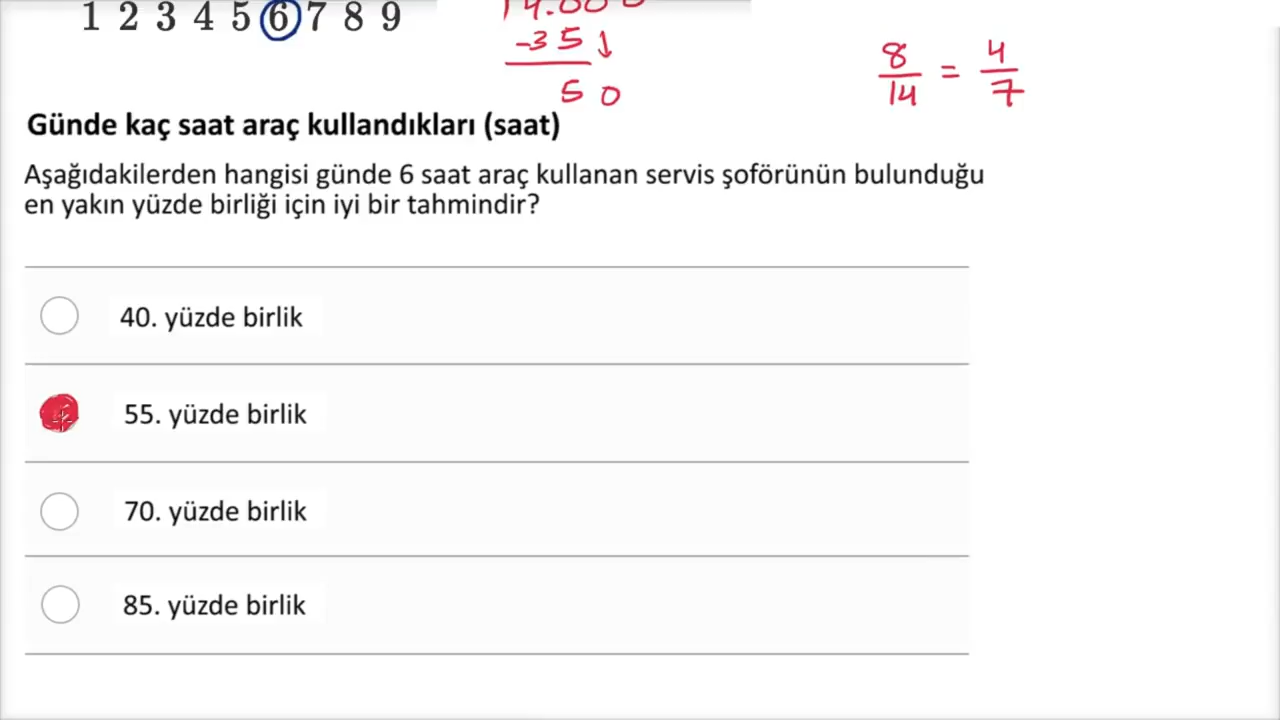 1 2 3 4 5 6 7 8 9
-35↓
50
8/14 = 4/7
Günde kaç saat araç kullandıkları (saat)
Aşağıdakilerden hangisi günde 6 saat araç kullanan servis şoförünün bulunduğu
en yakın yüzde birliği için iyi bir tahmindir?
40. yüzde birlik
55. yüzde birlik
70. yüzde birlik
85. yüzde birlik